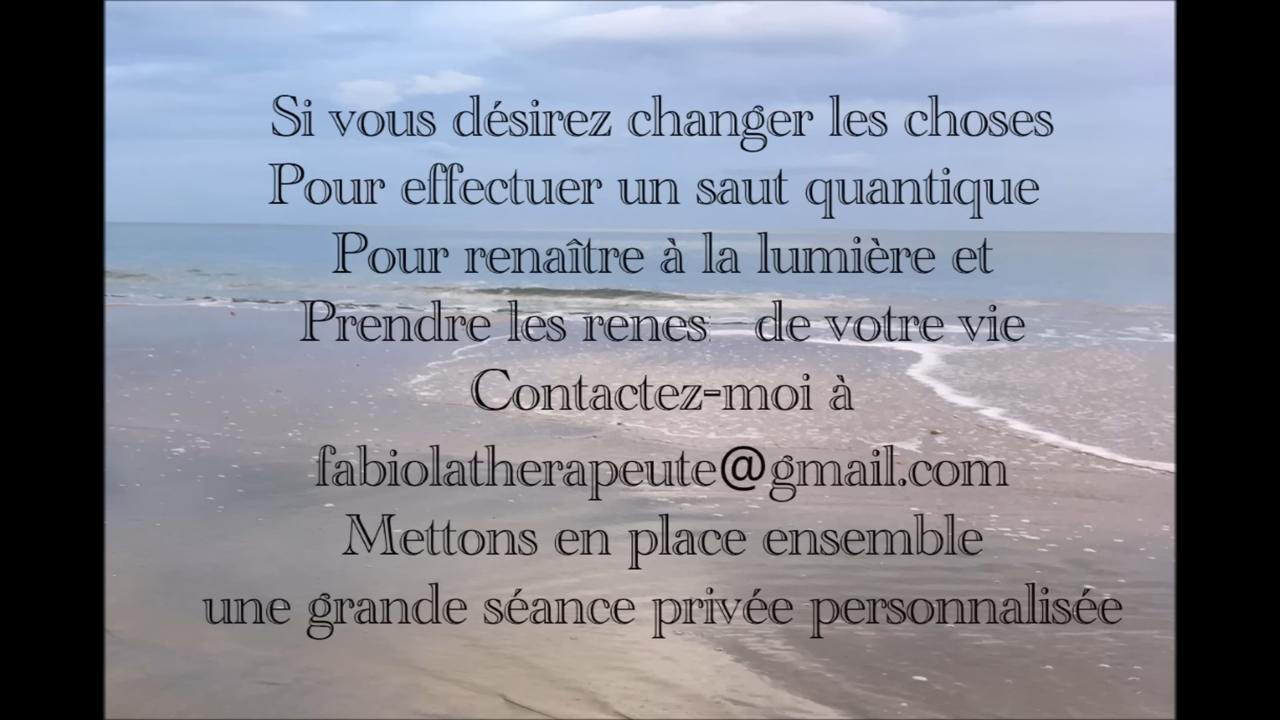 Si vous désirez changer les choses
Pour effectuer un saut quantique
Pour renaître à la lumière et
Prendre les renes de votre vie
Contactez-moi à
fabiolatherapeute@gmail.com
Mettons en place ensemble
une grande séance privée personnalisée